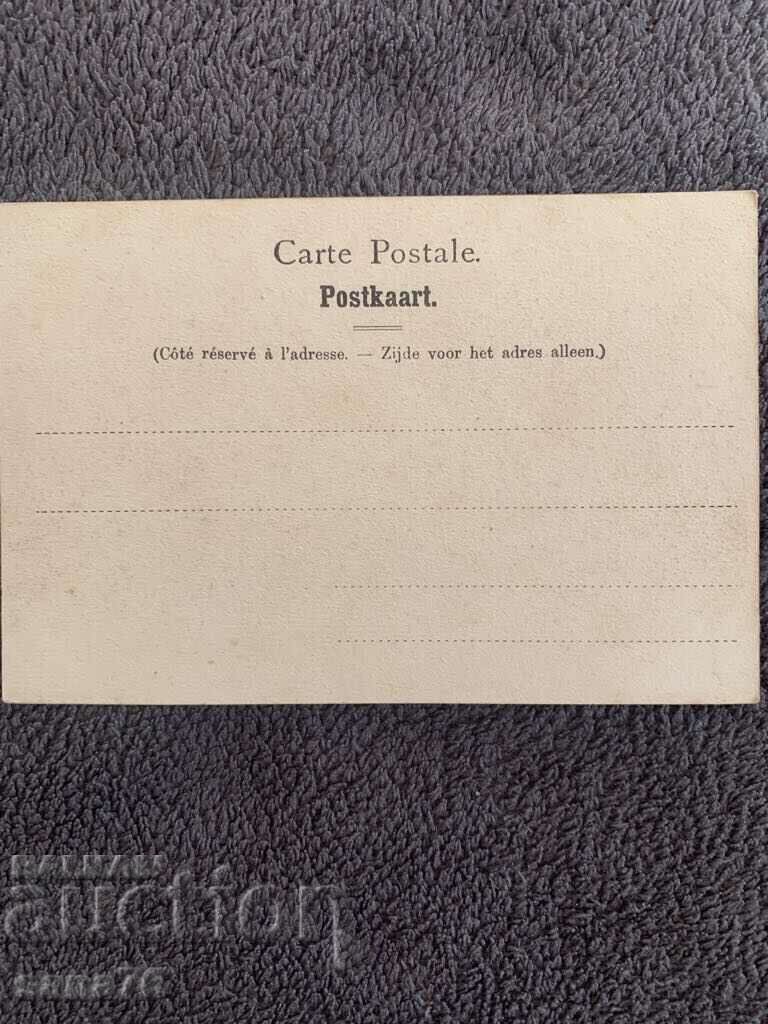 Carte Postale.
Postkaart.
(Côté réservé à l'adresse. — Zijde voor het adres alleen.)
auction